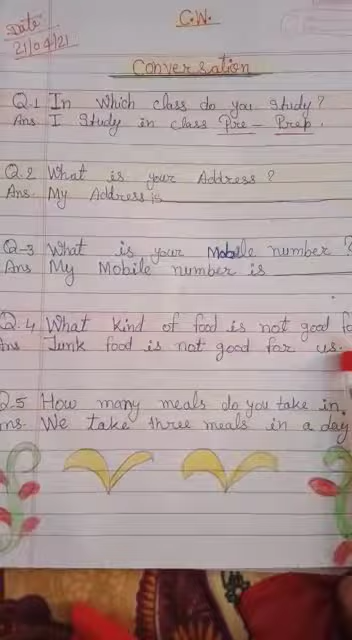 C.W.
Date
21/04/21
Conversation
Q.1 In Which class do you Study?
Ans I Study in class Pre - Prep.
Q.2 What is your Address?
Ans. My Address is
Q-3 What is your Mobile number?
Ans My Mobile number is
Q.4 What Kind of food is not good fo
Ans Junk food is not good for us.
Q.5 How many meals do you take in.
Ans. We take three meals in a day